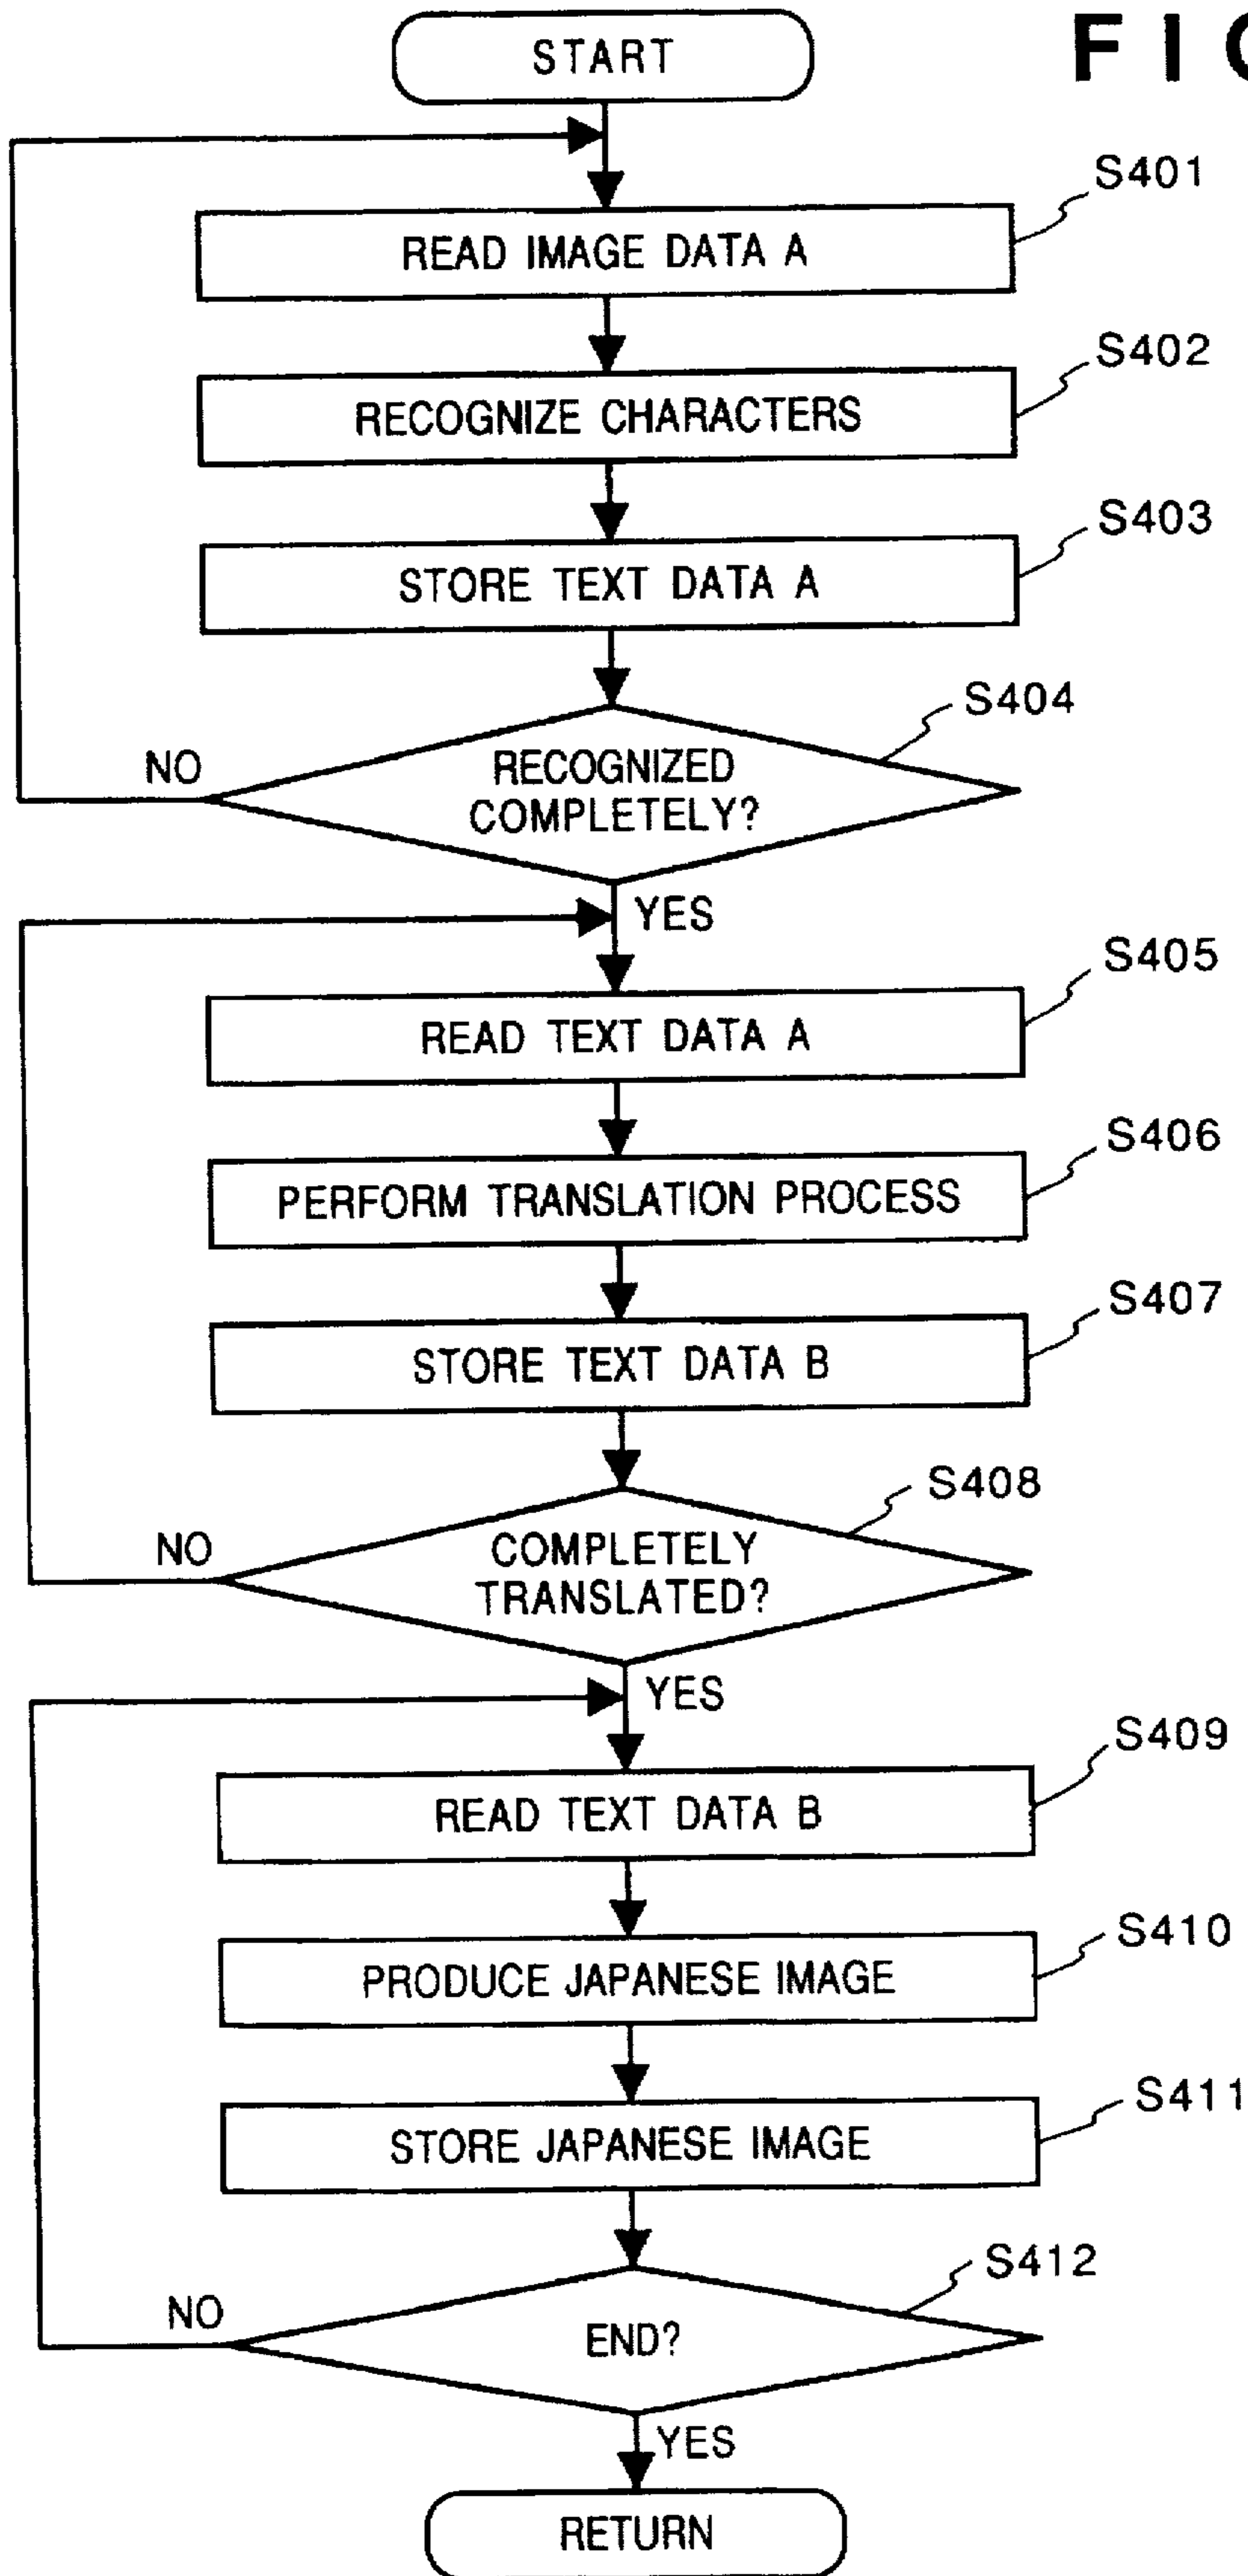 START
FIG
S401
READ IMAGE DATA A
S402
RECOGNIZE CHARACTERS
S403
STORE TEXT DATA A
S404
NO
RECOGNIZED
COMPLETELY?
YES
S405
READ TEXT DATA A
S406
PERFORM TRANSLATION PROCESS
S407
STORE TEXT DATA B
S408
NO
COMPLETELY
TRANSLATED?
YES
S409
READ TEXT DATA B
S410
PRODUCE JAPANESE IMAGE
S411
STORE JAPANESE IMAGE
S412
NO
END?
YES
RETURN